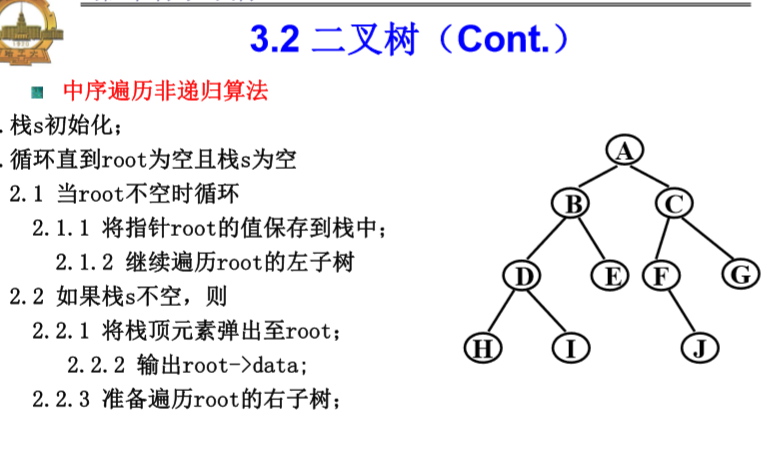 3.2 二叉树（Cont.）
中序遍历非递归算法
. 栈s初始化；
. 循环直到root为空且栈s为空
2.1 当root不空时循环
2.1.1 将指针root的值保存到栈中；
2.1.2 继续遍历root的左子树
2.2 如果栈s不空，则
2.2.1 将栈顶元素弹出至root；
2.2.2 输出root->data;
2.2.3 准备遍历root的右子树；
A
B C
D E F G
H I J